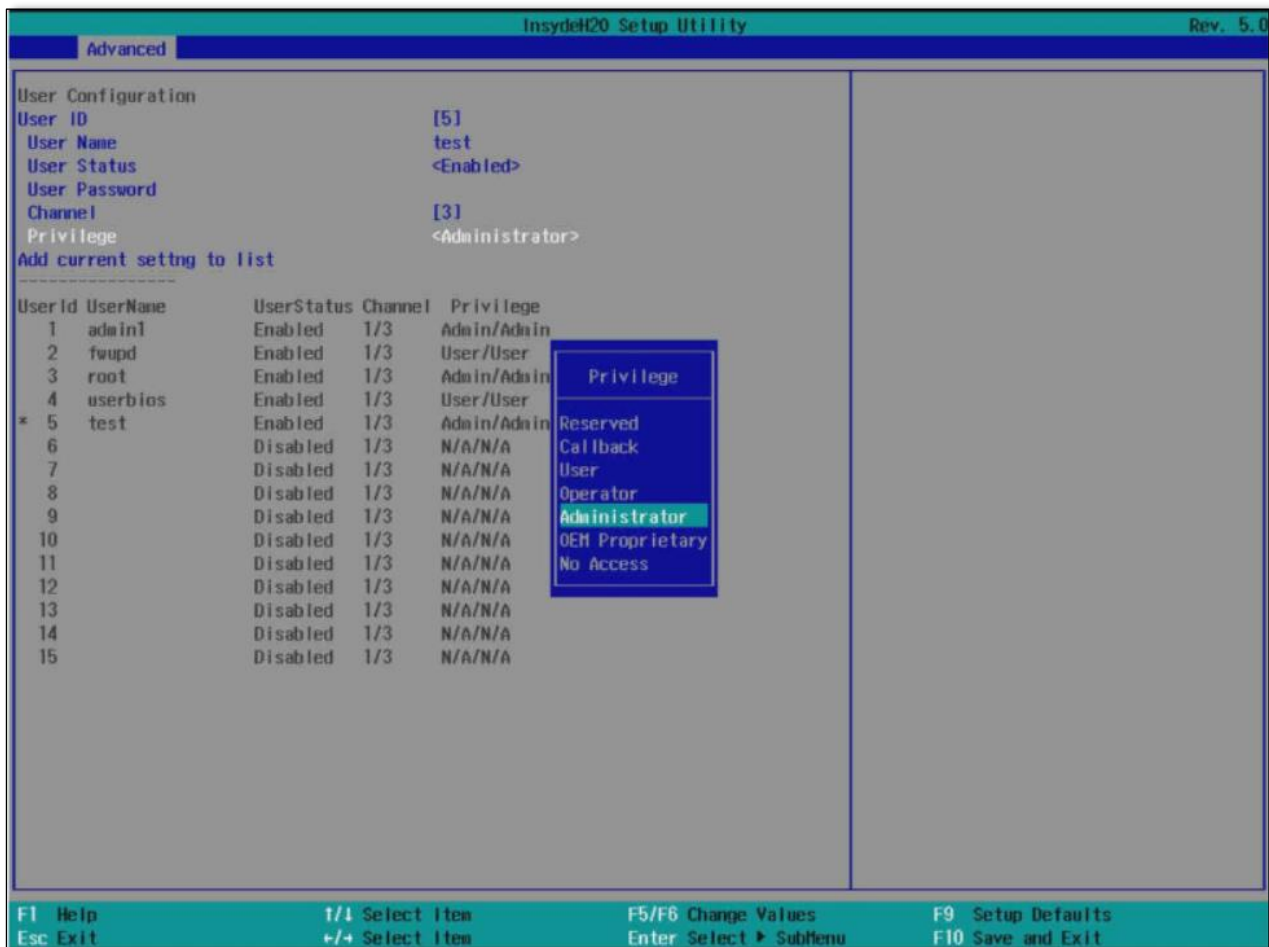 InsydeH20 Setup Utility Rev. 5.0
Advanced
User Configuration
User ID [5]
User Name test
User Status <Enabled>
User Password
Channel [3]
Privilege <Administrator>
Add current settng to list
----------------
UserId UserName UserStatus Channel Privilege
1 admin1 Enabled 1/3 Admin/Admin
2 fwupd Enabled 1/3 User/User
3 root Enabled 1/3 Admin/Admin
4 userbios Enabled 1/3 User/User
* 5 test Enabled 1/3 Admin/Admin
6 Disabled 1/3 N/A/N/A
7 Disabled 1/3 N/A/N/A
8 Disabled 1/3 N/A/N/A
9 Disabled 1/3 N/A/N/A
10 Disabled 1/3 N/A/N/A
11 Disabled 1/3 N/A/N/A
12 Disabled 1/3 N/A/N/A
13 Disabled 1/3 N/A/N/A
14 Disabled 1/3 N/A/N/A
15 Disabled 1/3 N/A/N/A
Privilege
Reserved
Callback
User
Operator
Administrator
OEM Proprietary
No Access
F1 Help ↑/↓ Select Item F5/F6 Change Values F9 Setup Defaults
Esc Exit ←/→ Select Item Enter Select ▶ SubMenu F10 Save and Exit